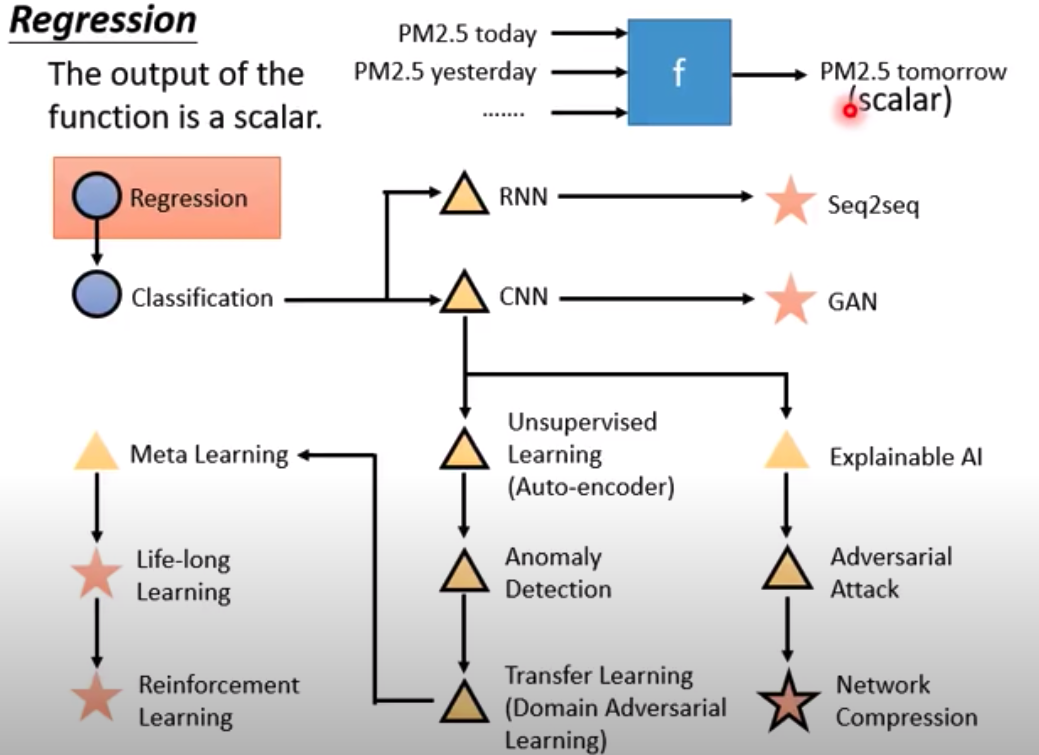 Regression
The output of the
function is a scalar.
PM2.5 today
PM2.5 yesterday
.......
f
PM2.5 tomorrow
(scalar)
Regression
RNN
Seq2seq
Classification
CNN
GAN
Meta Learning
Unsupervised
Learning
(Auto-encoder)
Explainable AI
Life-long
Learning
Anomaly
Detection
Adversarial
Attack
Reinforcement
Learning
Transfer Learning
(Domain Adversarial
Learning)
Network
Compression